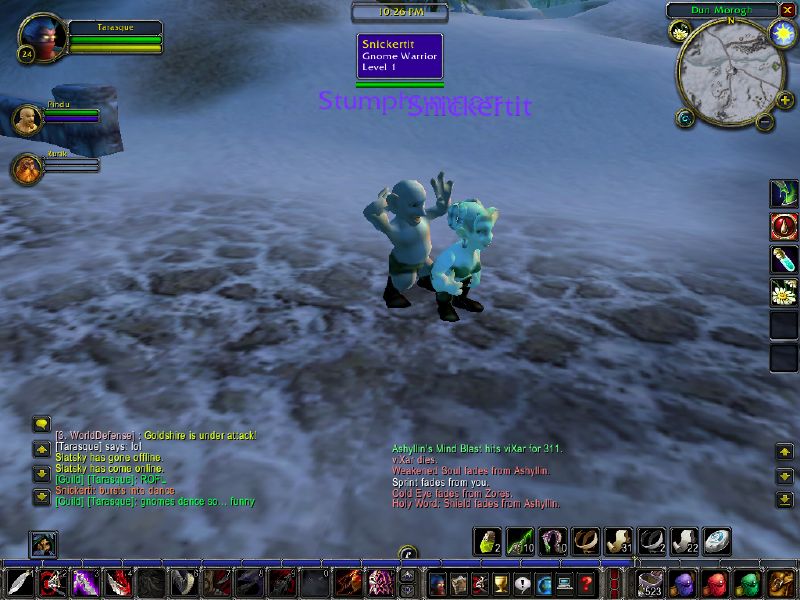 10:26 PM
Dun Morogh
N
Tarasque
24
Snickertit
Gnome Warrior
Level 1
Pindu
Snickertit
[3. WorldDefense] : Goldshire is under attack!
[Tarasque] says: lol
Slatsky has gone offline.
Slatsky has come online.
[Guild] [Tarasque]: ROFL
Snickertit bursts into dance
[Guild] [Tarasque]: gnomes dance so... funny
Ashyllin's Mind Blast hits viXar for 311.
viXar dies.
Weakened Soul fades from Ashyllin.
Sprint fades from you.
Cold Eye fades from Zores.
Holy Word: Shield fades from Ashyllin.
2
10
10
31
2
22
523